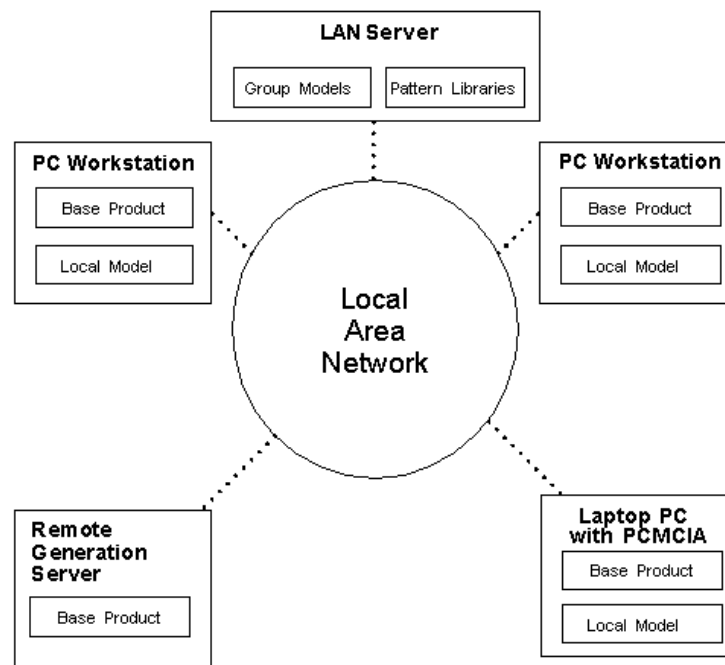 LAN Server
Group Models
Pattern Libraries
PC Workstation
Base Product
Local Model
PC Workstation
Base Product
Local Model
Local
Area
Network
Remote
Generation
Server
Base Product
Laptop PC
with PCMCIA
Base Product
Local Model